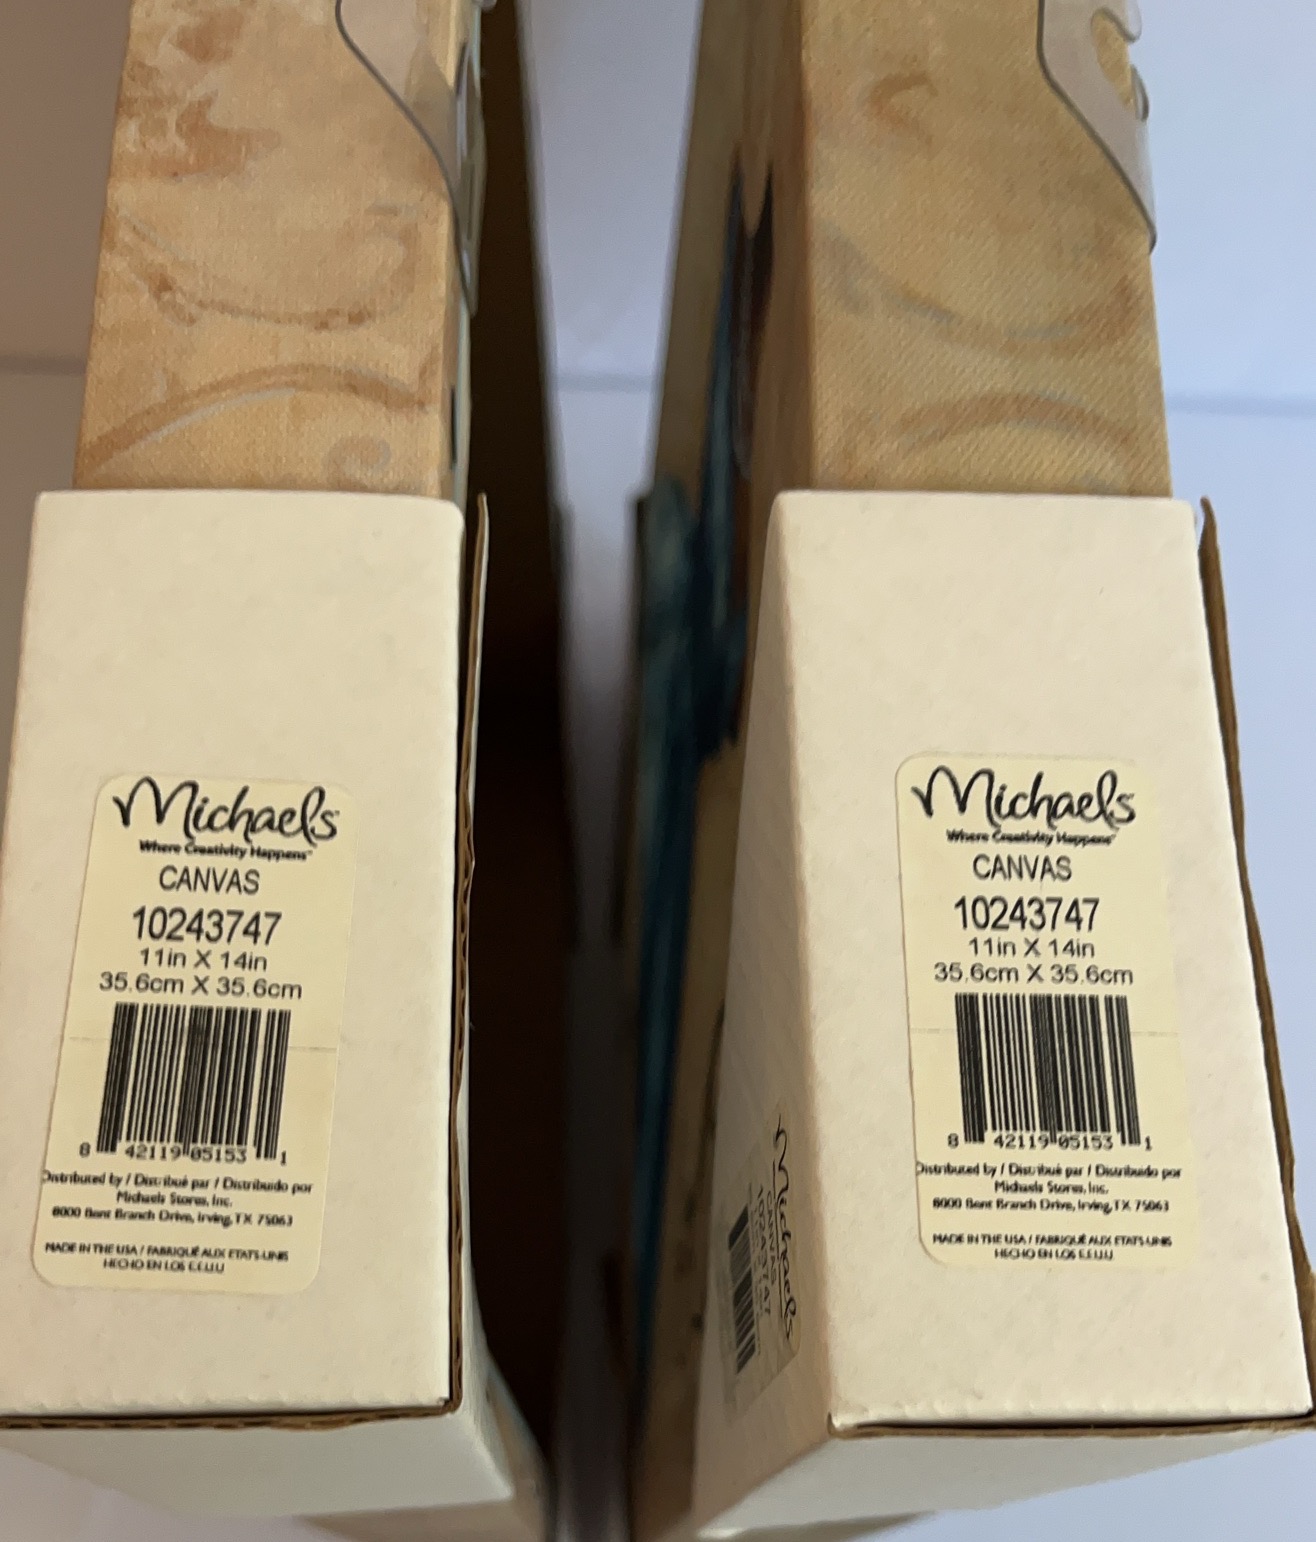 Michaels
Where Creativity Happens™
CANVAS
10243747
11in X 14in
35.6cm X 35.6cm
8 42119 05153 1
Distributed by / Distribué par / Distribuido por
Michaels Stores, Inc.
8000 Bent Branch Drive, Irving, TX 75063
MADE IN THE USA / FABRIQUÉ AUX ETATS-UNIS
HECHO EN LOS E.E.U.U
Michaels
Where Creativity Happens™
CANVAS
10243747
11in X 14in
35.6cm X 35.6cm
8 42119 05153 1
Distributed by / Distribué par / Distribuido por
Michaels Stores, Inc.
8000 Bent Branch Drive, Irving, TX 75063
MADE IN THE USA / FABRIQUÉ AUX ETATS-UNIS
HECHO EN LOS E.E.U.U
Michaels
CANVAS
10243747